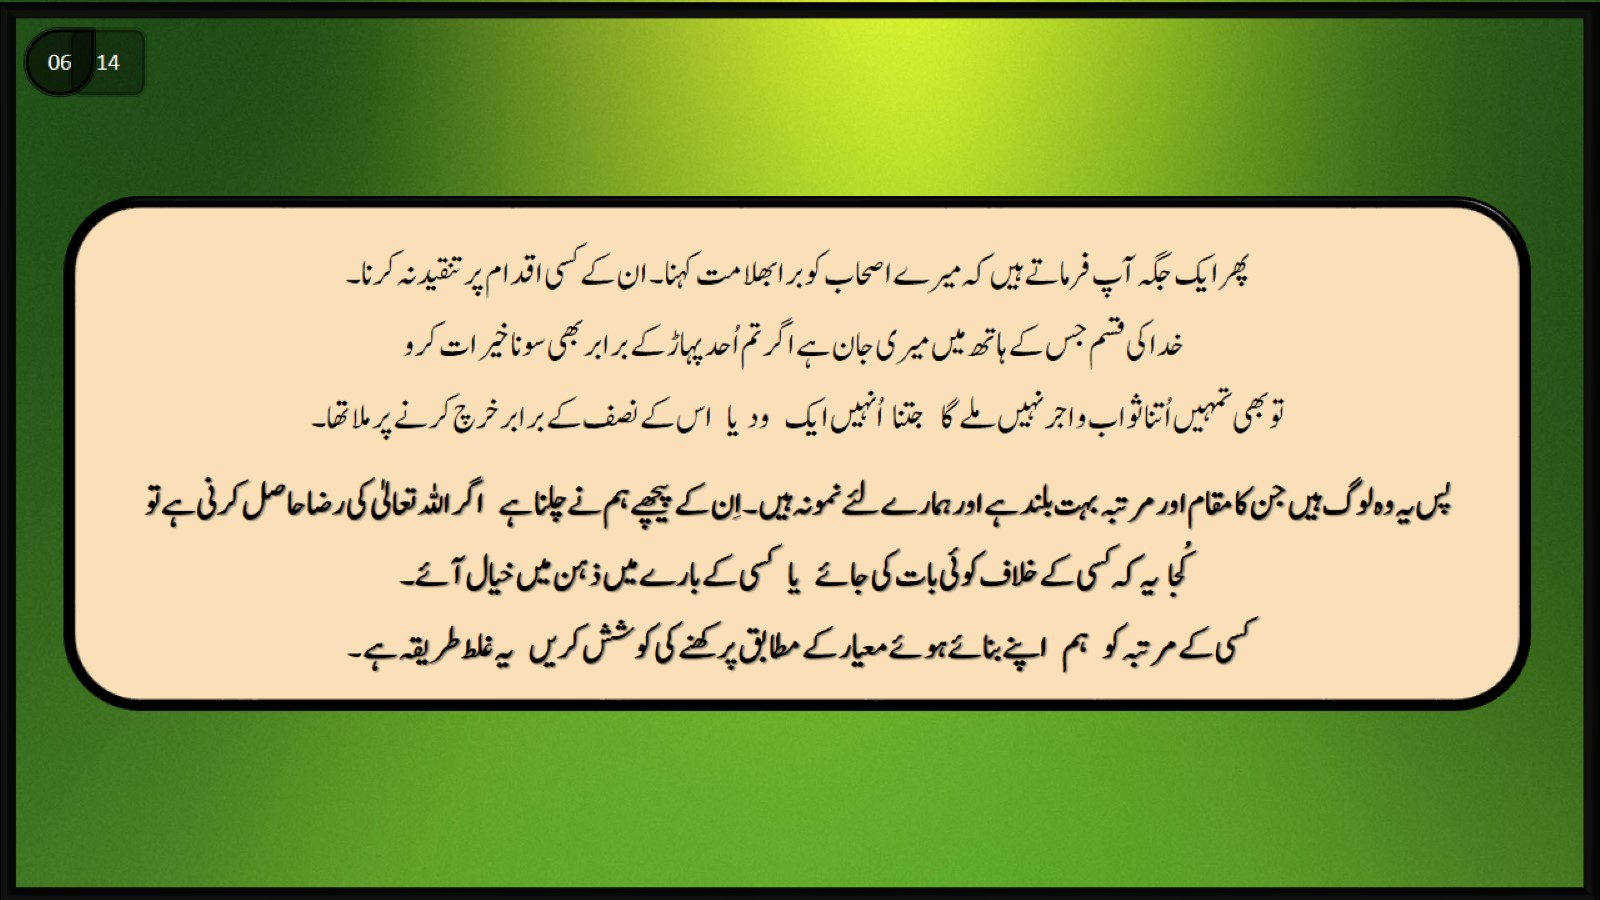 06 14
پھر ایک جگہ آپ فرماتے ہیں کہ میرے اصحاب کو برا بھلا مت کہنا۔ ان کے کسی اقدام پر تنقید نہ کرنا۔
خدا کی قسم جس کے ہاتھ میں میری جان ہے اگر تم اُحد پہاڑ کے برابر بھی سونا خیرات کرو
تو بھی تمہیں اُتنا ثواب و اجر نہیں ملے گا جتنا اُنہیں ایک ود یا اس کے نصف کے برابر خرچ کرنے پر ملا تھا۔
پس یہ وہ لوگ ہیں جن کا مقام اور مرتبہ بہت بلند ہے اور ہمارے لئے نمونہ ہیں۔ اِن کے پیچھے ہم نے چلنا ہے اگر اللہ تعالیٰ کی رضا حاصل کرنی ہے تو
کُجا یہ کہ کسی کے خلاف کوئی بات کی جائے یا کسی کے بارے میں ذہن میں خیال آئے۔
کسی کے مرتبہ کو ہم اپنے بنائے ہوئے معیار کے مطابق پرکھنے کی کوشش کریں یہ غلط طریقہ ہے۔